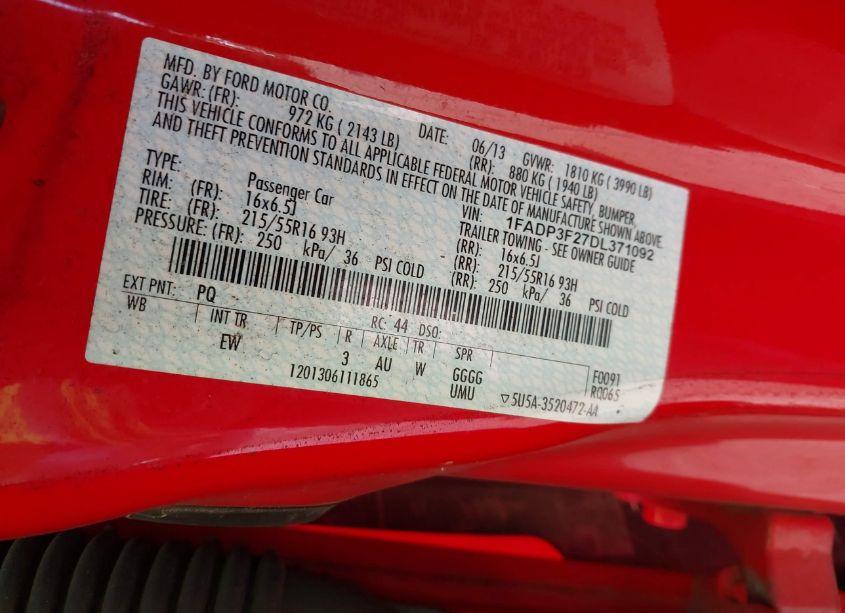 MFD. BY FORD MOTOR CO. DATE: 06/13 GVWR: 1810 KG ( 3990 LB)
GAWR: (FR): 972 KG ( 2143 LB) (RR): 880 KG ( 1940 LB)
THIS VEHICLE CONFORMS TO ALL APPLICABLE FEDERAL MOTOR VEHICLE SAFETY, BUMPER,
AND THEFT PREVENTION STANDARDS IN EFFECT ON THE DATE OF MANUFACTURE SHOWN ABOVE.
VIN: 1FADP3F27DL371092
TYPE: Passenger Car TRAILER TOWING - SEE OWNER GUIDE
RIM: (FR): 16x6.5J (RR): 16x6.5J
TIRE: (FR): 215/55R16 93H (RR): 215/55R16 93H
PRESSURE: (FR): 250 kPa/ 36 PSI COLD (RR): 250 kPa/ 36 PSI COLD
EXT PNT: PQ RC: 44 DSO: F0091
WB INT TR TP/PS R AXLE TR SPR RQ065
EW 3 AU W GGGG
1201306111865 UMU ▽5U5A-3520472-AA